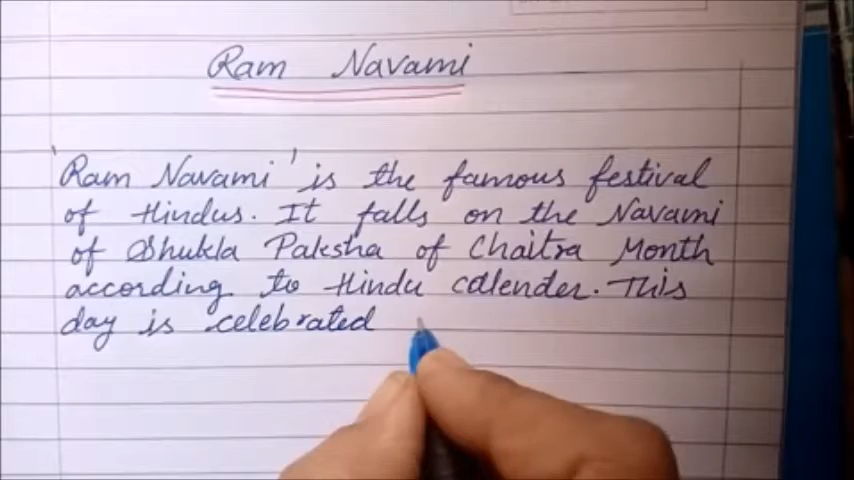 Ram Navami
'Ram Navami' is the famous festival
of Hindus. It falls on the Navami
of Shukla Paksha of Chaitra Month
according to Hindu calender. This
day is celebrated